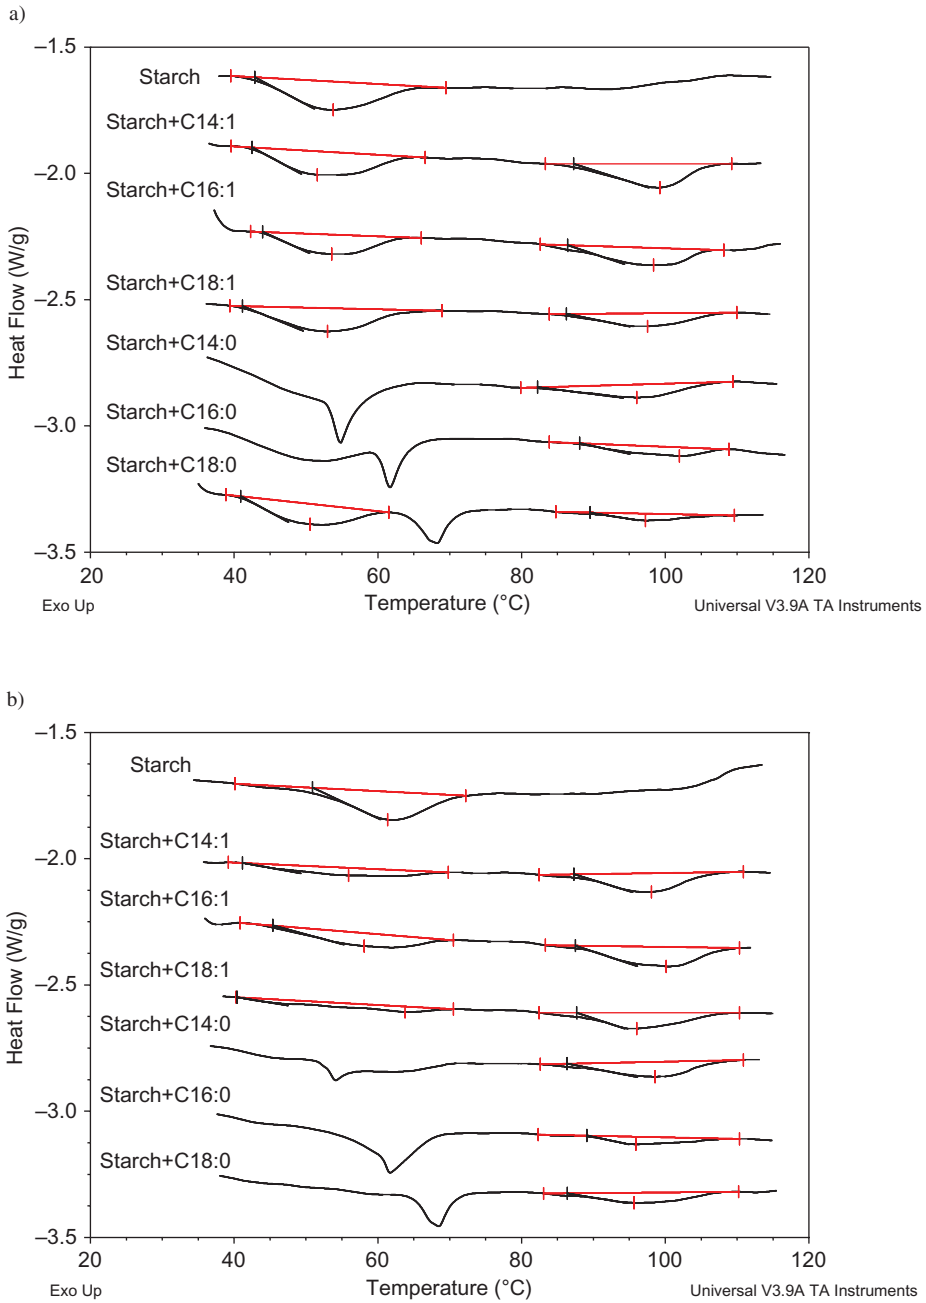 a)
–1.5
Starch
Starch+C14:1
–2.0
Starch+C16:1
Heat Flow (W/g)
Starch+C18:1
–2.5
Starch+C14:0
–3.0
Starch+C16:0
Starch+C18:0
–3.5
20 40 60 80 100 120
Exo Up Temperature (°C) Universal V3.9A TA Instruments
b)
–1.5
Starch
Starch+C14:1
–2.0
Starch+C16:1
Heat Flow (W/g)
Starch+C18:1
–2.5
Starch+C14:0
Starch+C16:0
–3.0
Starch+C18:0
–3.5
20 40 60 80 100 120
Exo Up Temperature (°C) Universal V3.9A TA Instruments